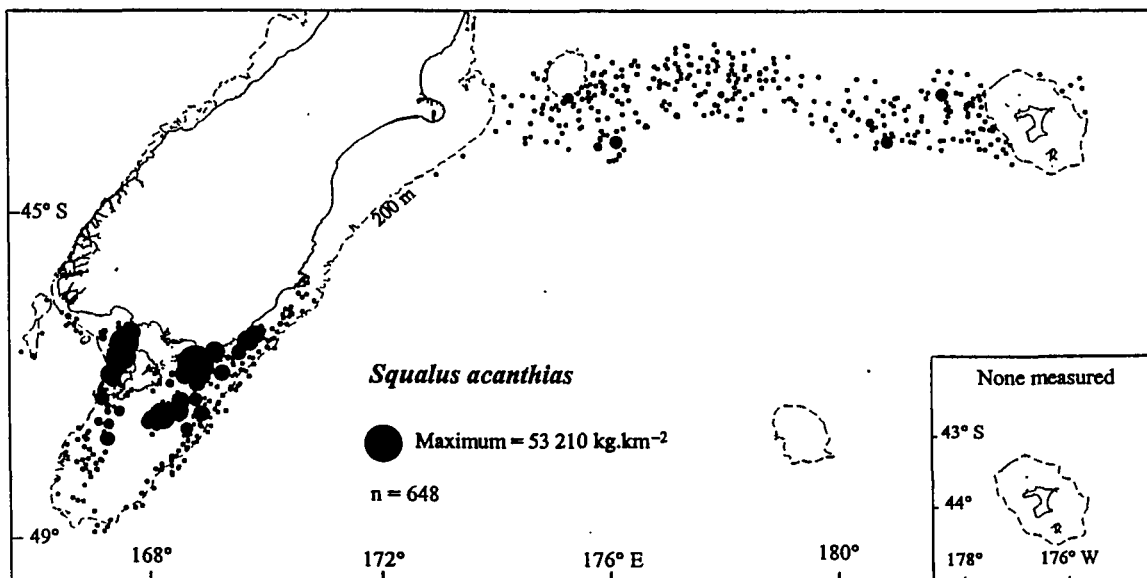 45° S
200 m
Squalus acanthias
Maximum = 53 210 kg.km⁻²
n = 648
49°
168°
172°
176° E
180°
None measured
43° S
44°
178°
176° W